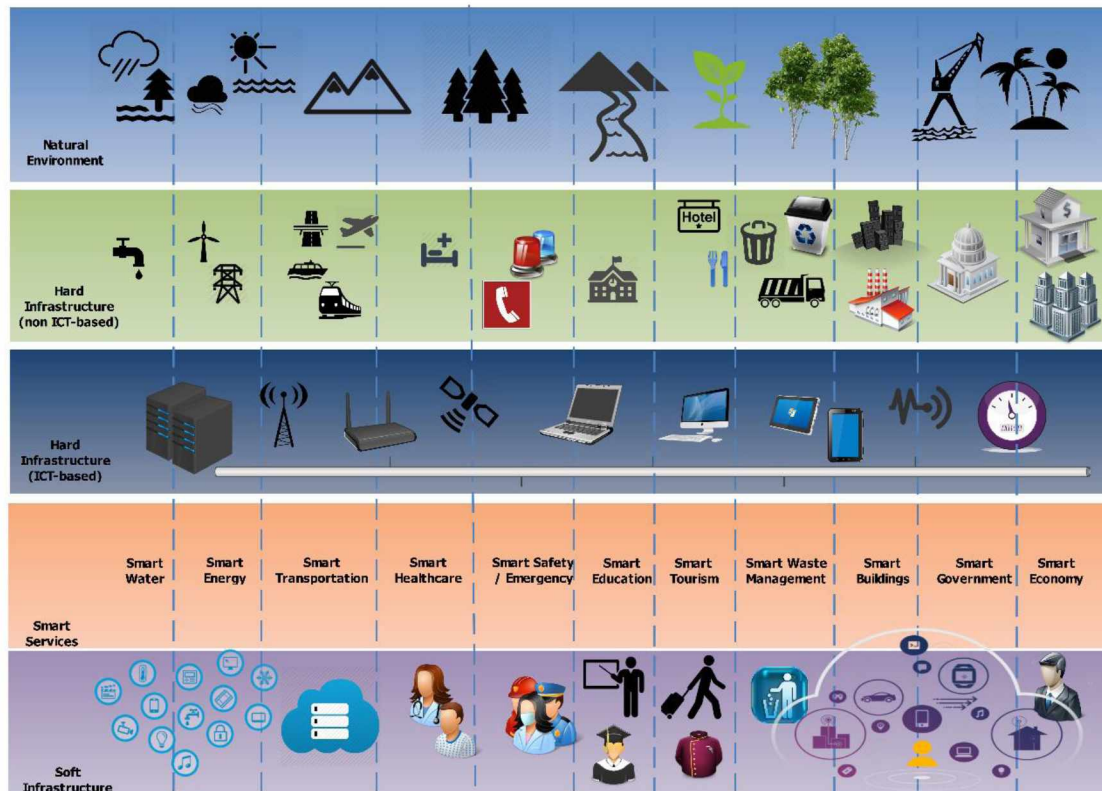 Natural
Environment
Hotel
$
Hard
Infrastructure
(non ICT-based)
Hard
Infrastructure
(ICT-based)
Smart
Water
Smart
Energy
Smart
Transportation
Smart
Healthcare
Smart Safety
/ Emergency
Smart
Education
Smart
Tourism
Smart Waste
Management
Smart
Buildings
Smart
Government
Smart
Economy
Smart
Services
Soft
Infrastructure